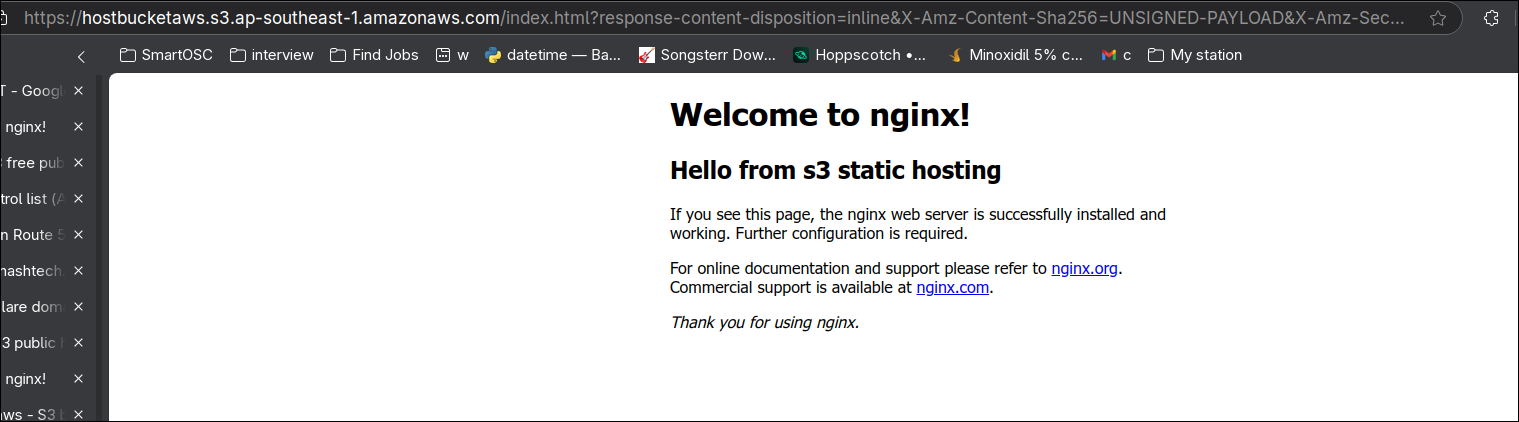 https://hostbucketaws.s3.ap-southeast-1.amazonaws.com/index.html?response-content-disposition=inline&X-Amz-Content-Sha256=UNSIGNED-PAYLOAD&X-Amz-Sec...
SmartOSC interview Find Jobs w datetime — Ba... Songsterr Dow... Hoppscotch •... Minoxidil 5% c... c My station
T - Googl
nginx!
free pub
trol list (A
n Route 5
nashtech.
lare dom
3 public
nginx!
aws - S3 b
Welcome to nginx!
Hello from s3 static hosting
If you see this page, the nginx web server is successfully installed and
working. Further configuration is required.
For online documentation and support please refer to nginx.org.
Commercial support is available at nginx.com.
Thank you for using nginx.